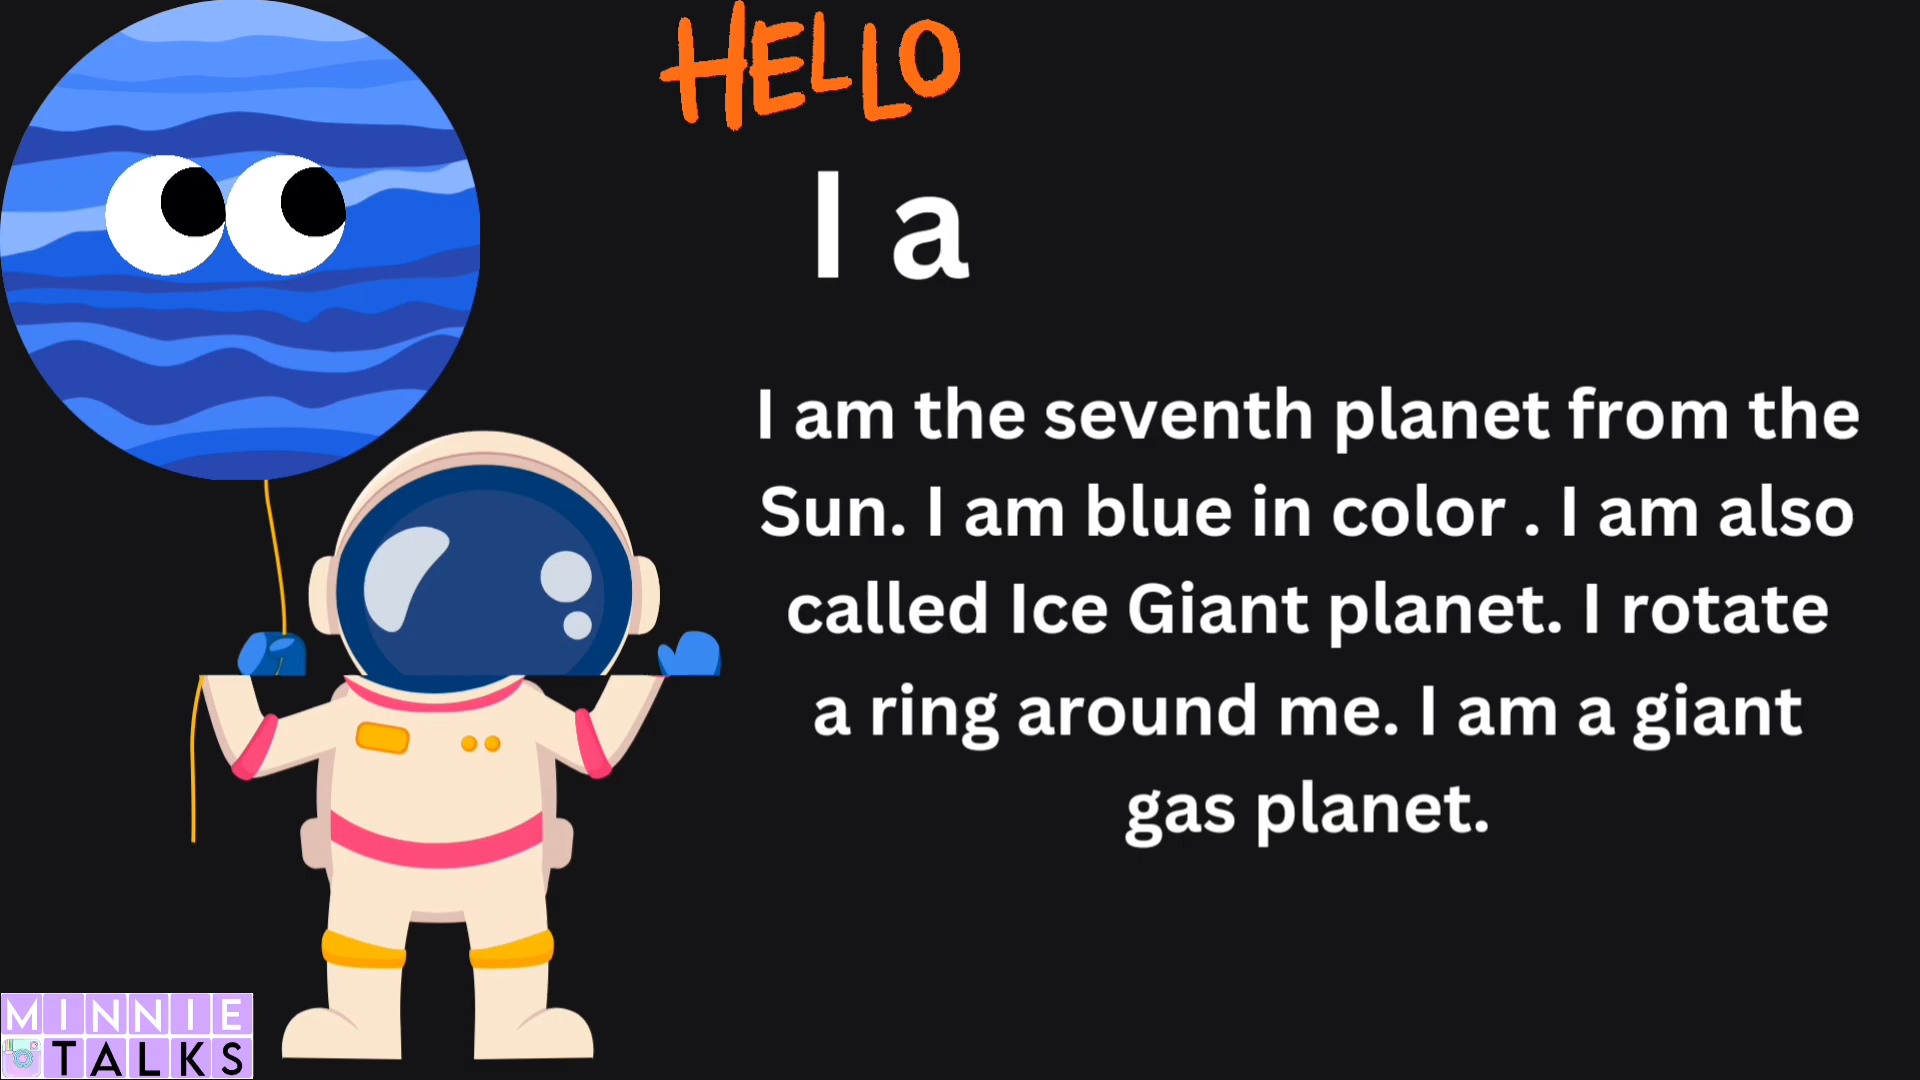 HELLO
I a
I am the seventh planet from the
Sun. I am blue in color . I am also
called Ice Giant planet. I rotate
a ring around me. I am a giant
gas planet.
MINNIE
TALKS